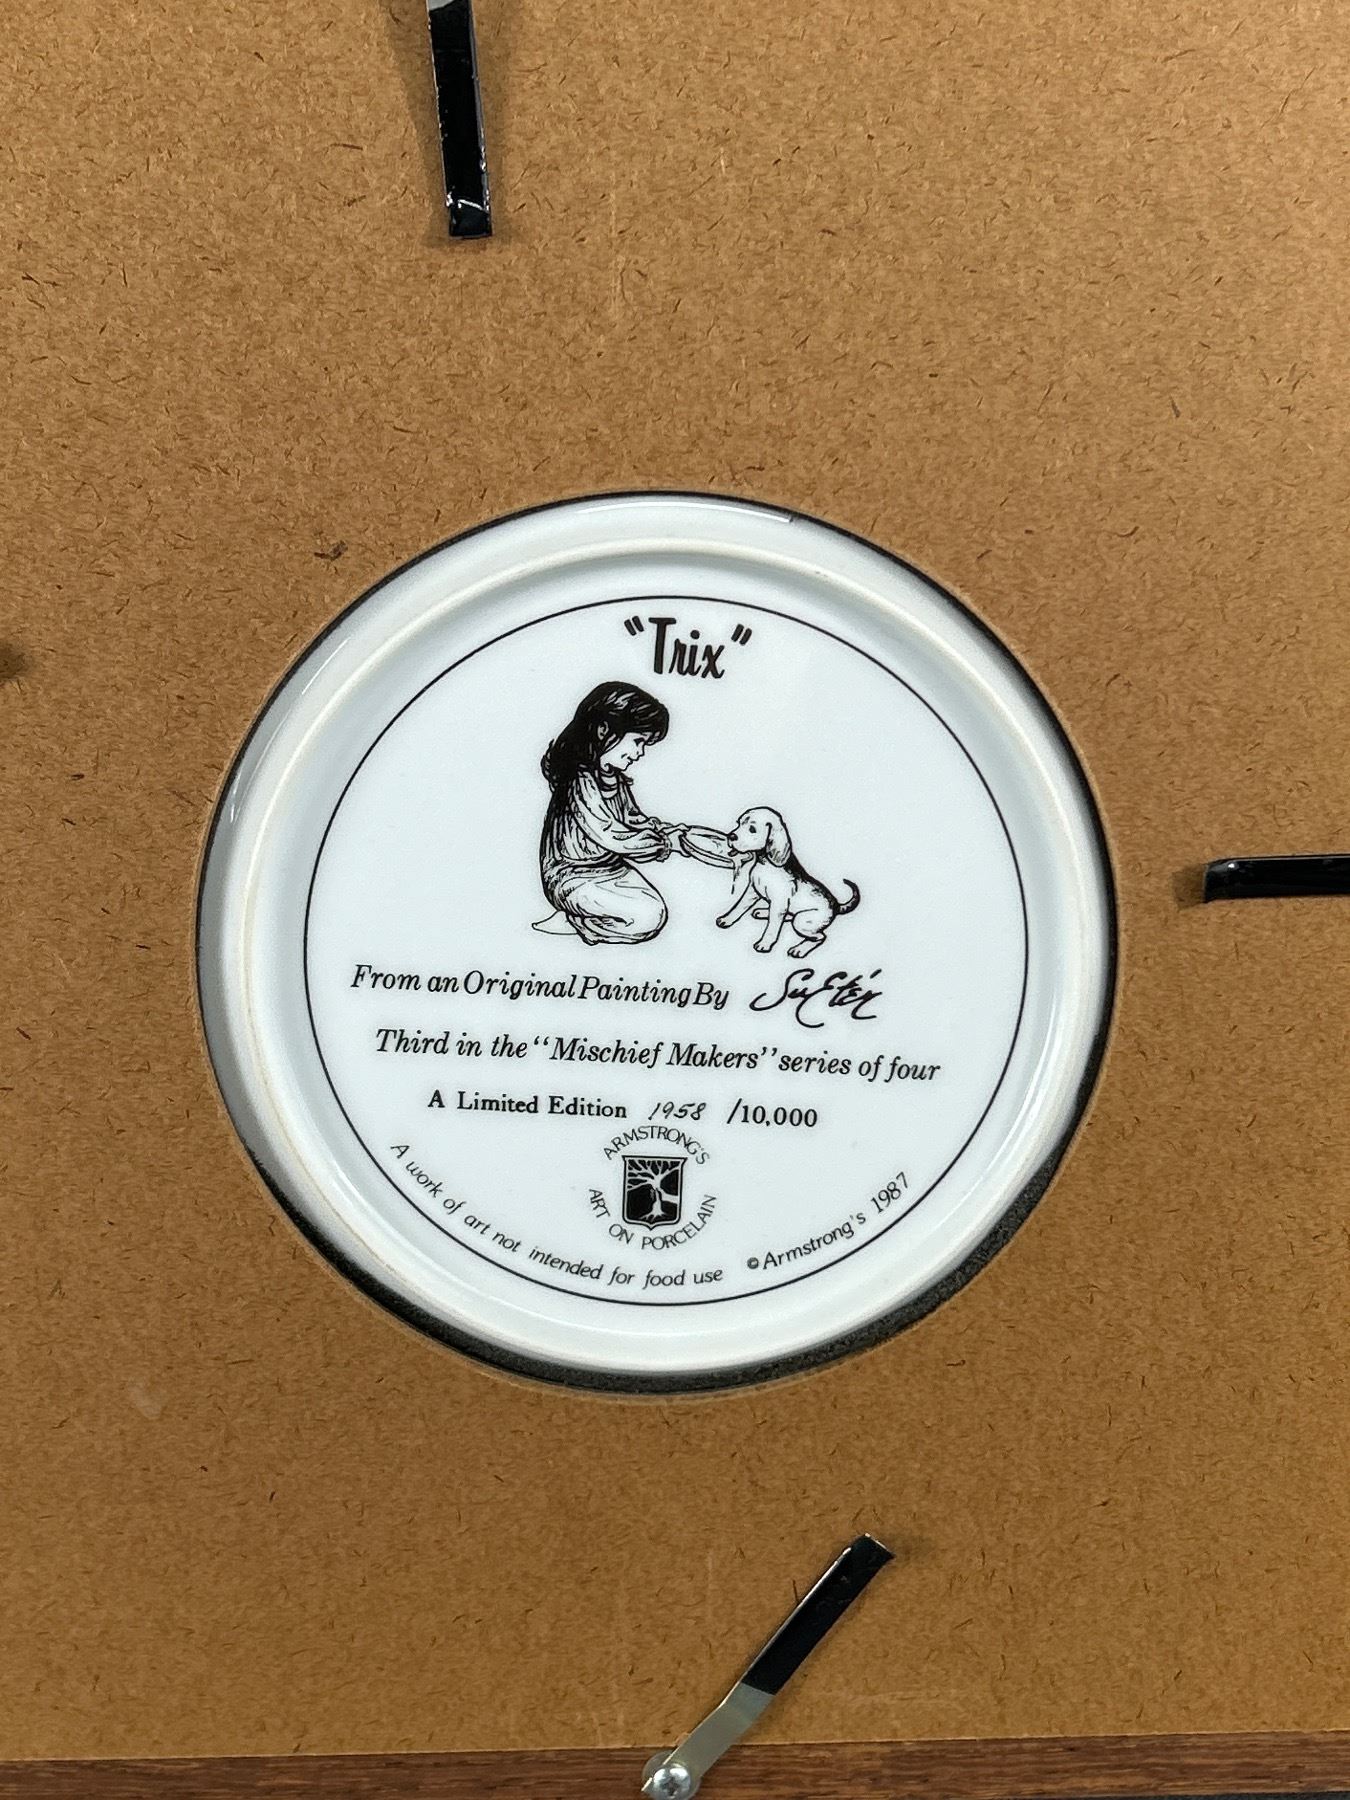 "Trix"
From an Original Painting By Su Etém
Third in the "Mischief Makers" series of four
A Limited Edition 1958 /10,000
ARMSTRONG'S
ART ON PORCELAIN
A work of art not intended for food use
© Armstrong's 1987